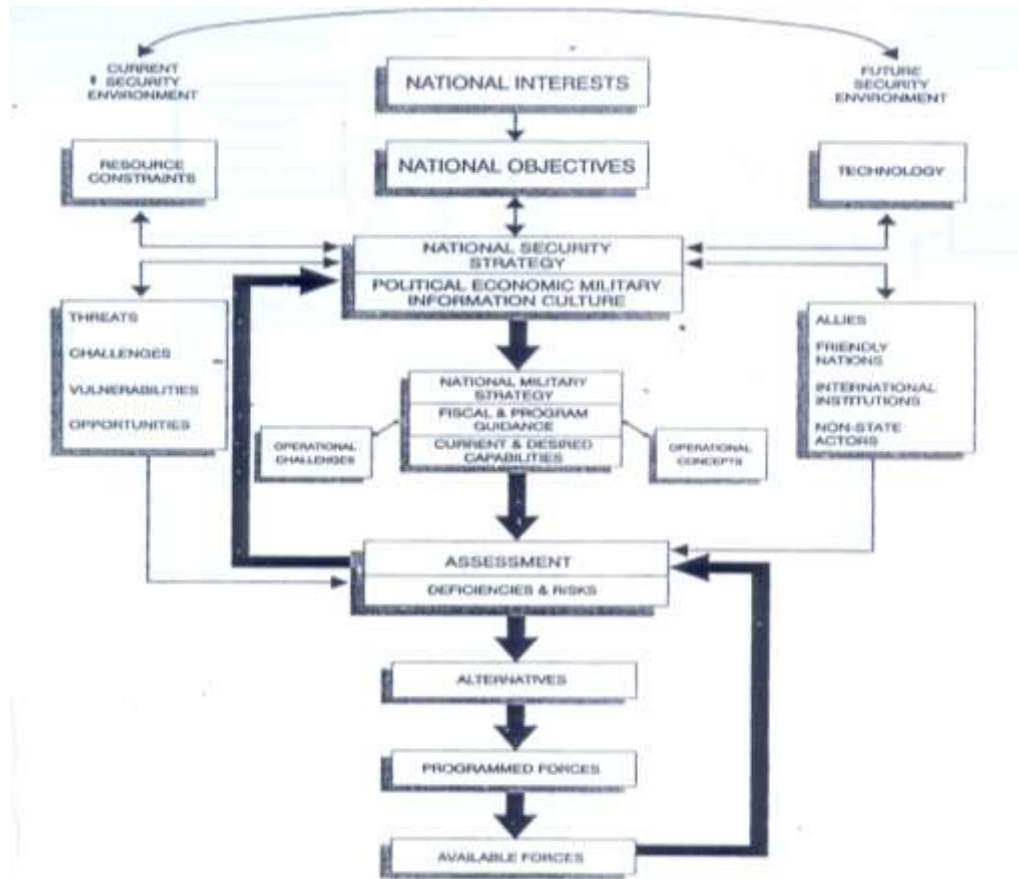 CURRENT
SECURITY
ENVIRONMENT
NATIONAL INTERESTS
FUTURE
SECURITY
ENVIRONMENT
RESOURCE
CONSTRAINTS
NATIONAL OBJECTIVES
TECHNOLOGY
NATIONAL SECURITY
STRATEGY
POLITICAL ECONOMIC MILITARY
INFORMATION CULTURE
THREATS
CHALLENGES
VULNERABILITIES
OPPORTUNITIES
ALLIES
FRIENDLY
NATIONS
INTERNATIONAL
INSTITUTIONS
NON-STATE
ACTORS
NATIONAL MILITARY
STRATEGY
FISCAL & PROGRAM
GUIDANCE
CURRENT & DESIRED
CAPABILITIES
OPERATIONAL
CHALLENGES
OPERATIONAL
CONCEPTS
ASSESSMENT
DEFICIENCIES & RISKS
ALTERNATIVES
PROGRAMMED FORCES
AVAILABLE FORCES